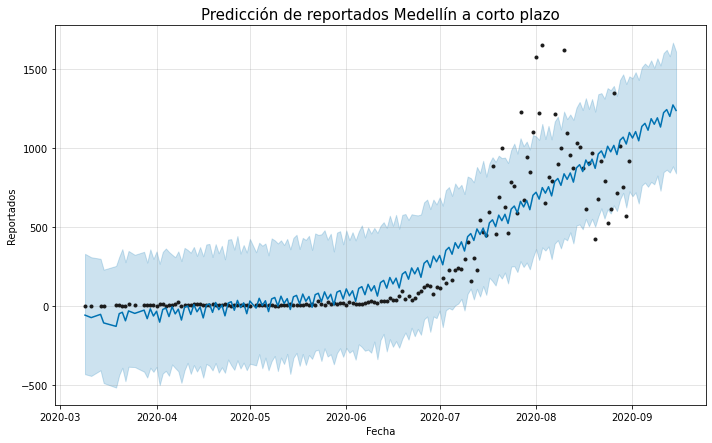 Predicción de reportados Medellín a corto plazo
1500
1000
500
0
−500
Reportados
2020-03 2020-04 2020-05 2020-06 2020-07 2020-08 2020-09
Fecha